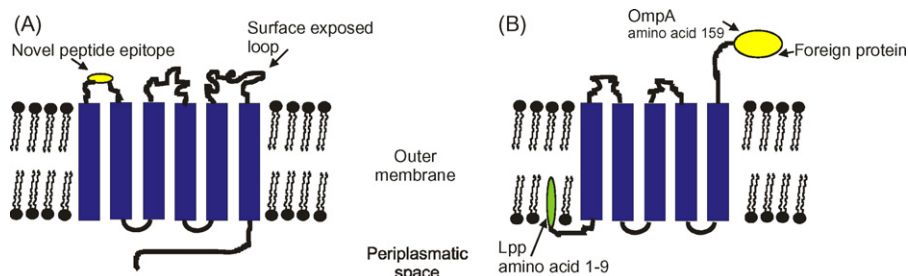 (A)
Novel peptide epitope
Surface exposed
loop
Outer
membrane
Periplasmatic
space
(B)
OmpA
amino acid 159
Foreign protein
Lpp
amino acid 1-9